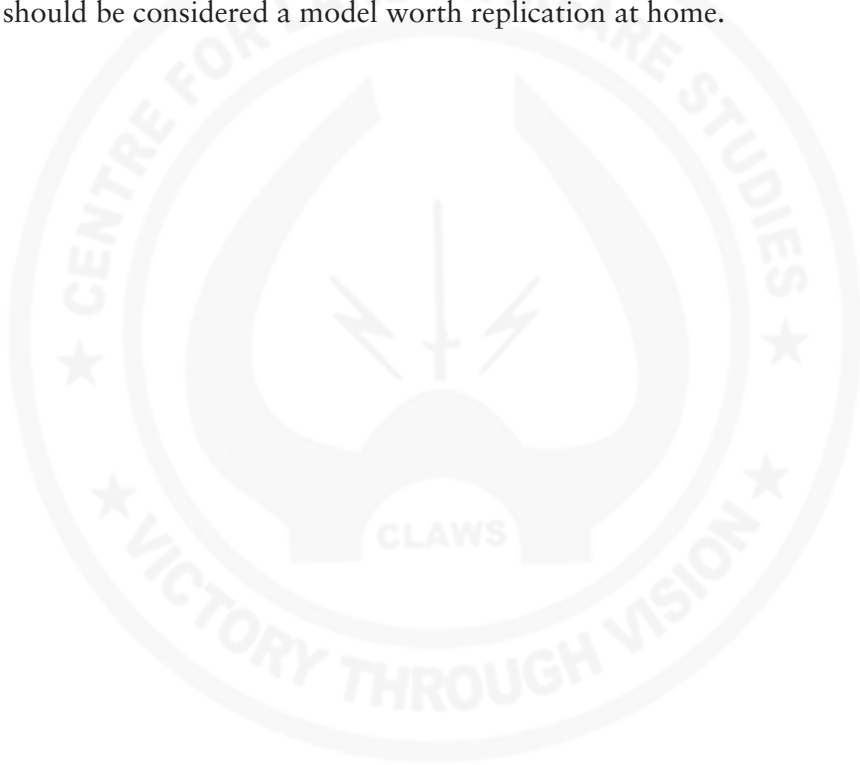 should be considered a model worth replication at home.
CENTRE FOR LAND WARFARE STUDIES
CLAWS
VICTORY THROUGH VISION